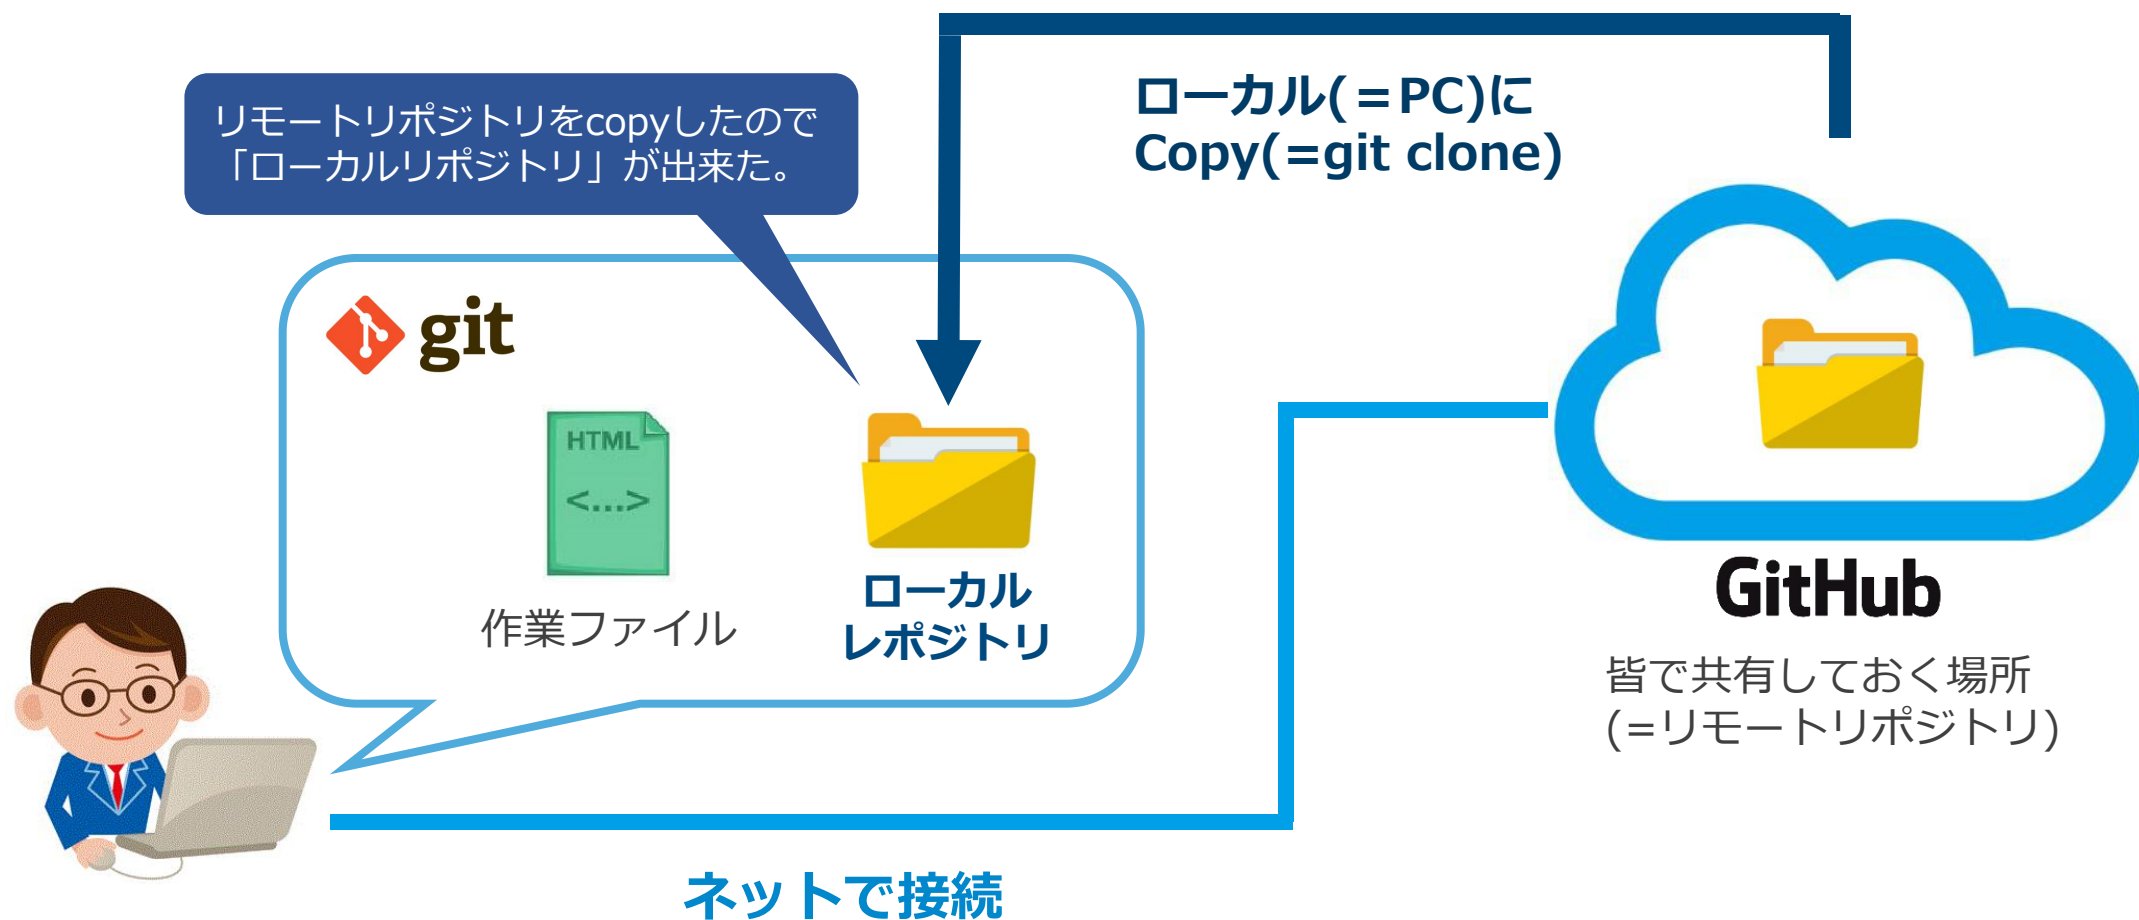 リモートリポジトリをcopyしたので
「ローカルリポジトリ」が出来た。
ローカル(=PC)に
Copy(=git clone)
git
HTML
<...>
作業ファイル
ローカル
レポジトリ
GitHub
皆で共有しておく場所
(=リモートリポジトリ)
ネットで接続